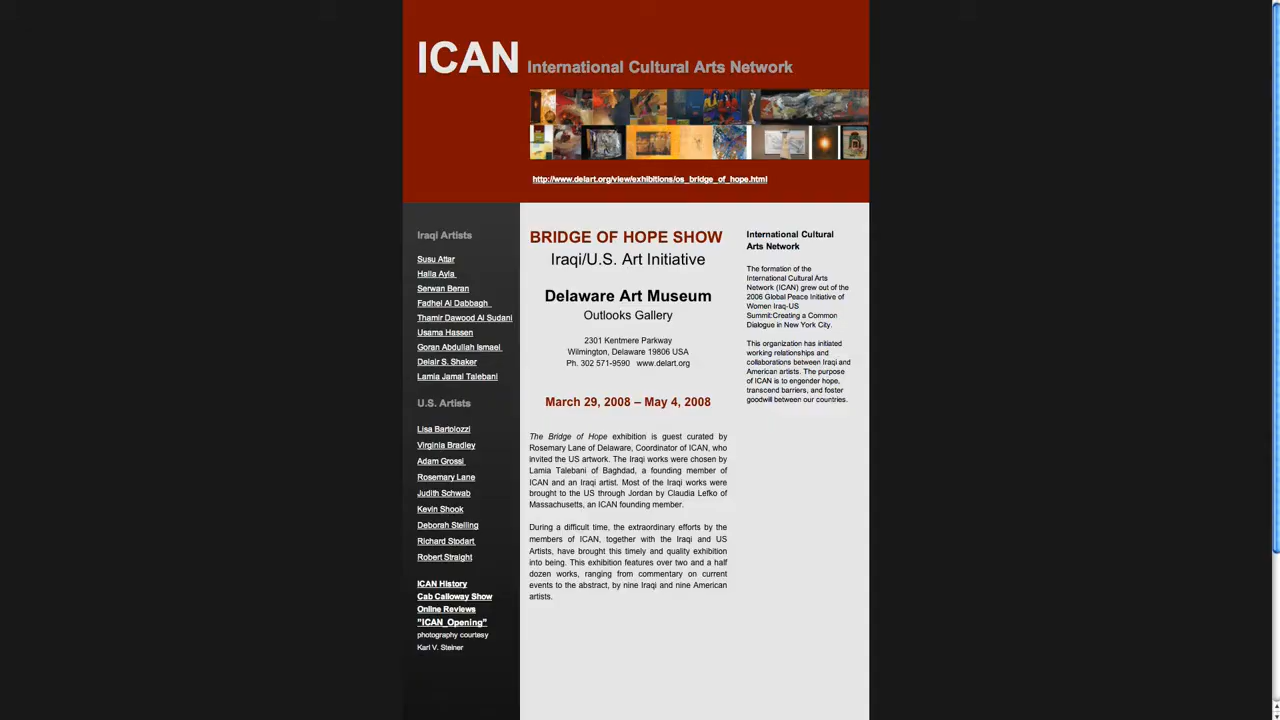 ICAN International Cultural Arts Network
http://www.delart.org/view/exhibitions/os_bridge_of_hope.html
Iraqi Artists
Susu Attar
Halla Ayla
Serwan Beran
Fadhel Al Dabbagh
Thamir Dawood Al Sudani
Usama Hassen
Goran Abdullah Ismael
Delair S. Shaker
Lamia Jamal Talebani
U.S. Artists
Lisa Bartolozzi
Virginia Bradley
Adam Grossi
Rosemary Lane
Judith Schwab
Kevin Shook
Deborah Stelling
Richard Stodart
Robert Straight
ICAN History
Cab Calloway Show
Online Reviews
"ICAN_Opening"
photography courtesy
Karl V. Steiner
BRIDGE OF HOPE SHOW
Iraqi/U.S. Art Initiative
Delaware Art Museum
Outlooks Gallery
2301 Kentmere Parkway
Wilmington, Delaware 19806 USA
Ph. 302 571-9590 www.delart.org
March 29, 2008 – May 4, 2008
The Bridge of Hope exhibition is guest curated by
Rosemary Lane of Delaware, Coordinator of ICAN, who
invited the US artwork. The Iraqi works were chosen by
Lamia Talebani of Baghdad, a founding member of
ICAN and an Iraqi artist. Most of the Iraqi works were
brought to the US through Jordan by Claudia Lefko of
Massachusetts, an ICAN founding member.
During a difficult time, the extraordinary efforts by the
members of ICAN, together with the Iraqi and US
Artists, have brought this timely and quality exhibition
into being. This exhibition features over two and a half
dozen works, ranging from commentary on current
events to the abstract, by nine Iraqi and nine American
artists.
International Cultural
Arts Network
The formation of the
International Cultural Arts
Network (ICAN) grew out of the
2006 Global Peace Initiative of
Women Iraq-US
Summit:Creating a Common
Dialogue in New York City.
This organization has initiated
working relationships and
collaborations between Iraqi and
American artists. The purpose
of ICAN is to engender hope,
transcend barriers, and foster
goodwill between our countries.